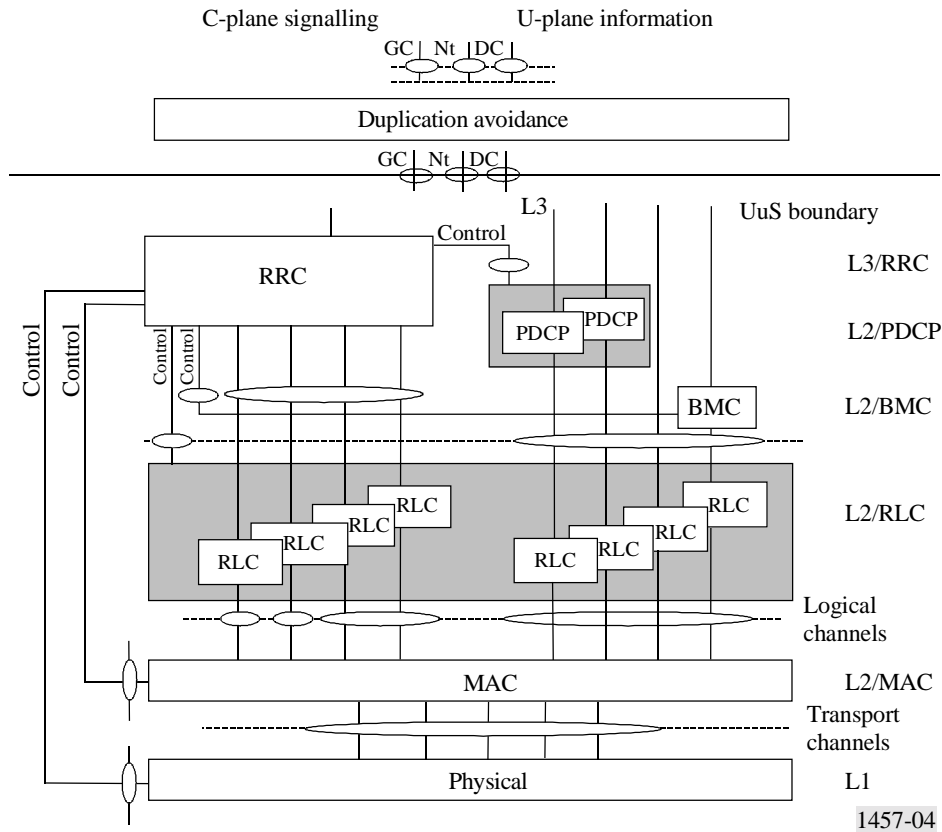 C-plane signalling
U-plane information
GC Nt DC
Duplication avoidance
GC Nt DC
L3
UuS boundary
Control
RRC
L3/RRC
PDCP
PDCP
L2/PDCP
Control
Control
Control
Control
BMC
L2/BMC
RLC
RLC
RLC
RLC
RLC
RLC
RLC
RLC
L2/RLC
Logical
channels
MAC
L2/MAC
Transport
channels
Physical
L1
1457-04